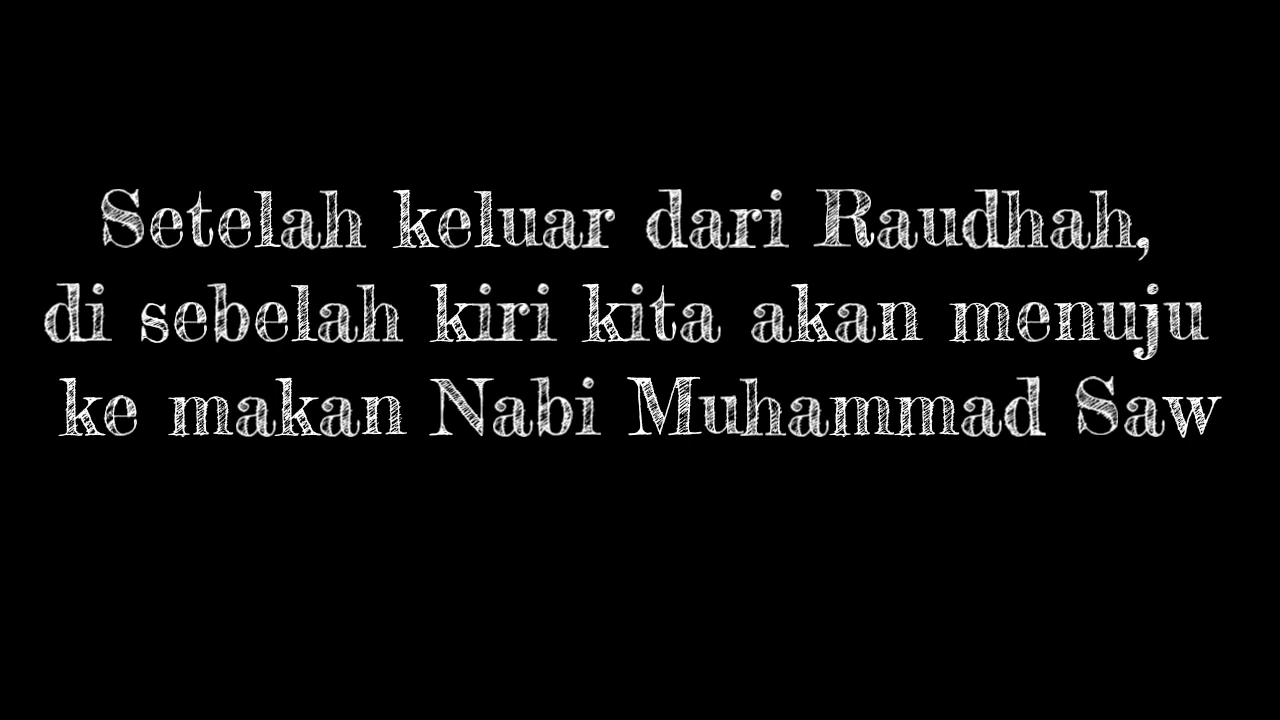 Setelah keluar dari Raudhah,
di sebelah kiri kita akan menuju
ke makan Nabi Muhammad Saw